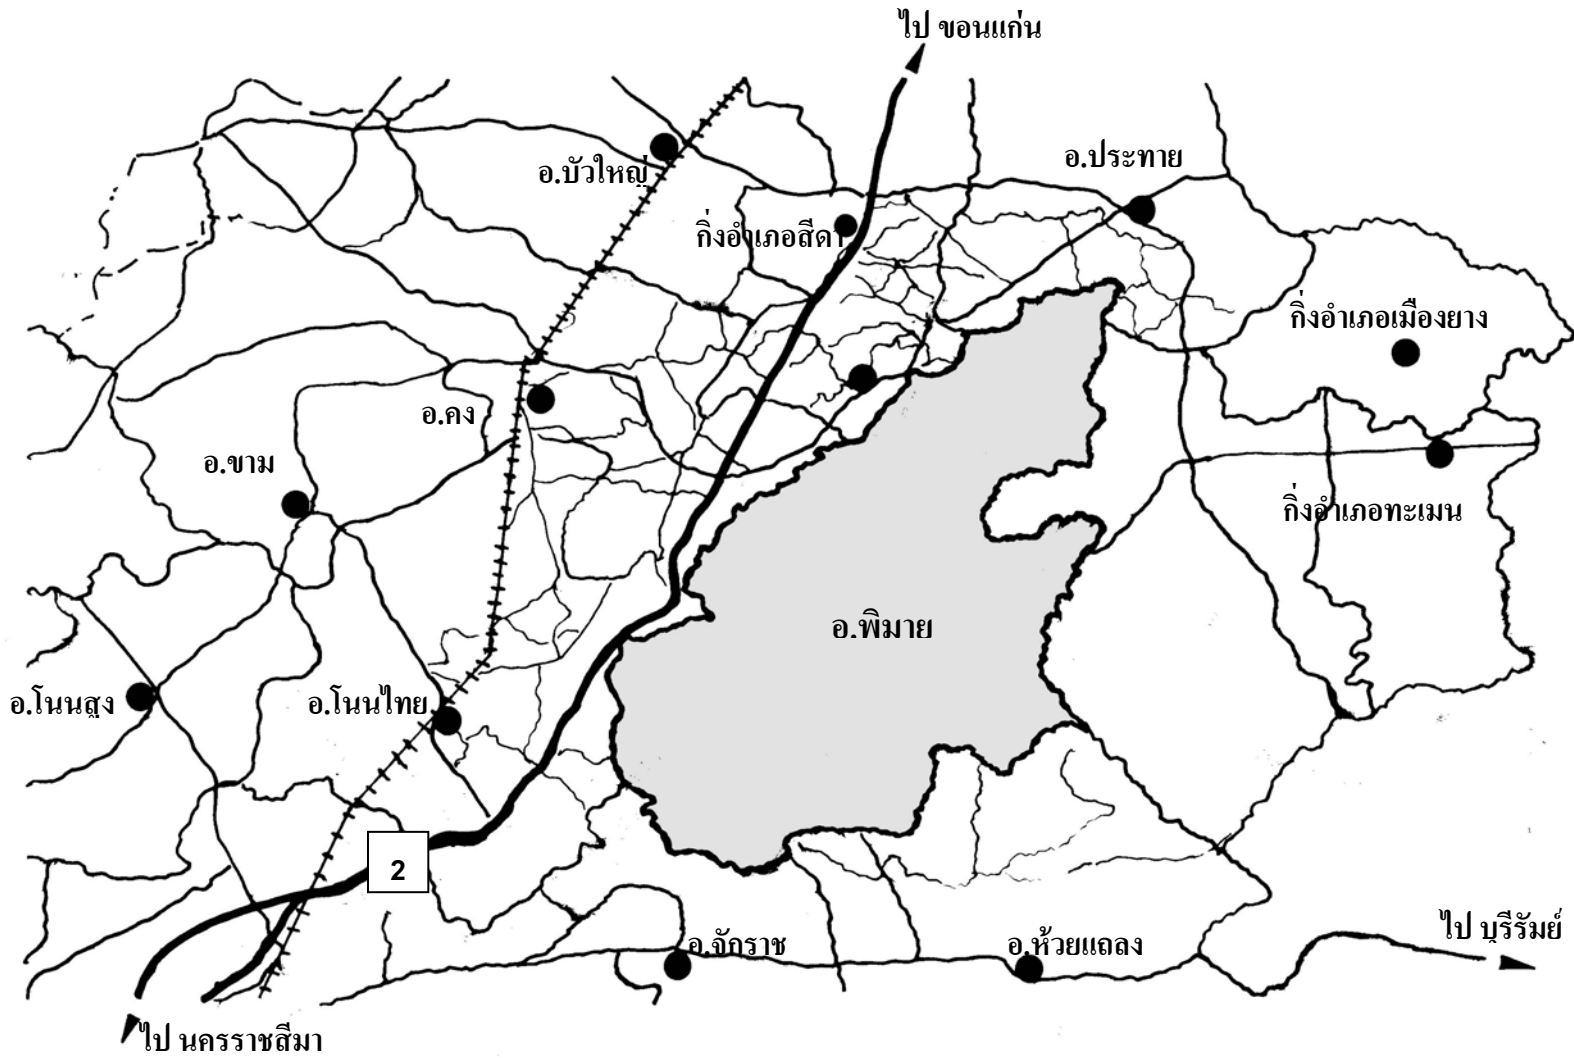 ไป ขอนแก่น
อ.ประทาย
อ.บัวใหญ่
กิ่งอำเภอสีดา
กิ่งอำเภอเมืองยาง
อ.คง
อ.ขาม
กิ่งอำเภอทะเมน
อ.พิมาย
อ.โนนสูง
อ.โนนไทย
2
ไป บุรีรัมย์
อ.จักราช
อ.ห้วยแถลง
ไป นครราชสีมา